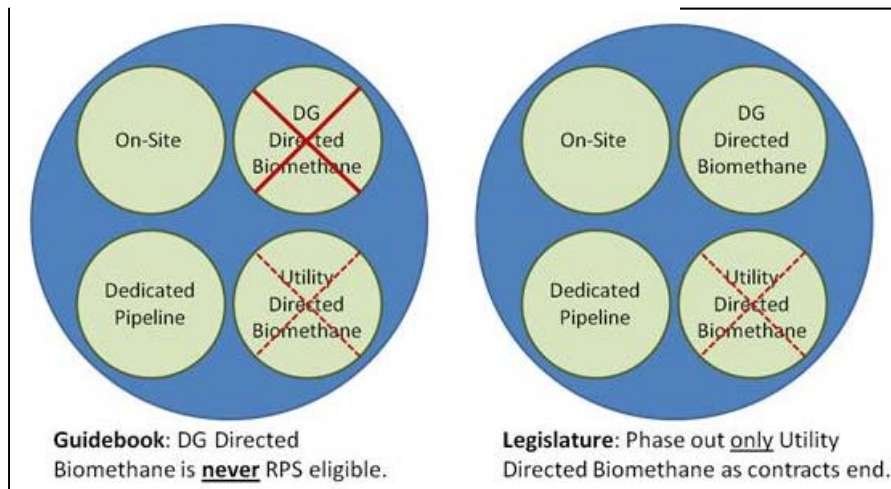 On-Site
DG
Directed
Biomethane
Dedicated
Pipeline
Utility
Directed
Biomethane
Guidebook: DG Directed
Biomethane is never RPS eligible.
On-Site
DG
Directed
Biomethane
Dedicated
Pipeline
Utility
Directed
Biomethane
Legislature: Phase out only Utility
Directed Biomethane as contracts end.